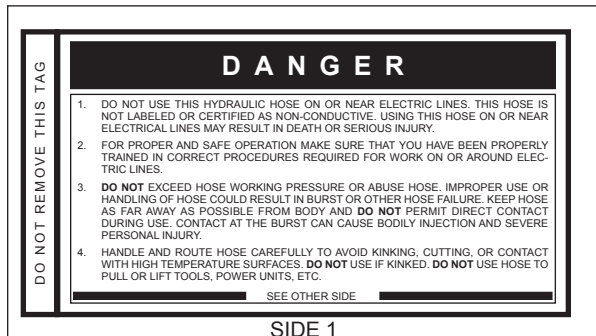 DO NOT REMOVE THIS TAG
DANGER
1. DO NOT USE THIS HYDRAULIC HOSE ON OR NEAR ELECTRIC LINES. THIS HOSE IS
NOT LABELED OR CERTIFIED AS NON-CONDUCTIVE. USING THIS HOSE ON OR NEAR
ELECTRICAL LINES MAY RESULT IN DEATH OR SERIOUS INJURY.
2. FOR PROPER AND SAFE OPERATION MAKE SURE THAT YOU HAVE BEEN PROPERLY
TRAINED IN CORRECT PROCEDURES REQUIRED FOR WORK ON OR AROUND ELEC-
TRIC LINES.
3. DO NOT EXCEED HOSE WORKING PRESSURE OR ABUSE HOSE. IMPROPER USE OR
HANDLING OF HOSE COULD RESULT IN BURST OR OTHER HOSE FAILURE. KEEP HOSE
AS FAR AWAY AS POSSIBLE FROM BODY AND DO NOT PERMIT DIRECT CONTACT
DURING USE. CONTACT AT THE BURST CAN CAUSE BODILY INJECTION AND SEVERE
PERSONAL INJURY.
4. HANDLE AND ROUTE HOSE CAREFULLY TO AVOID KINKING, CUTTING, OR CONTACT
WITH HIGH TEMPERATURE SURFACES. DO NOT USE IF KINKED. DO NOT USE HOSE TO
PULL OR LIFT TOOLS, POWER UNITS, ETC.
SEE OTHER SIDE
SIDE 1